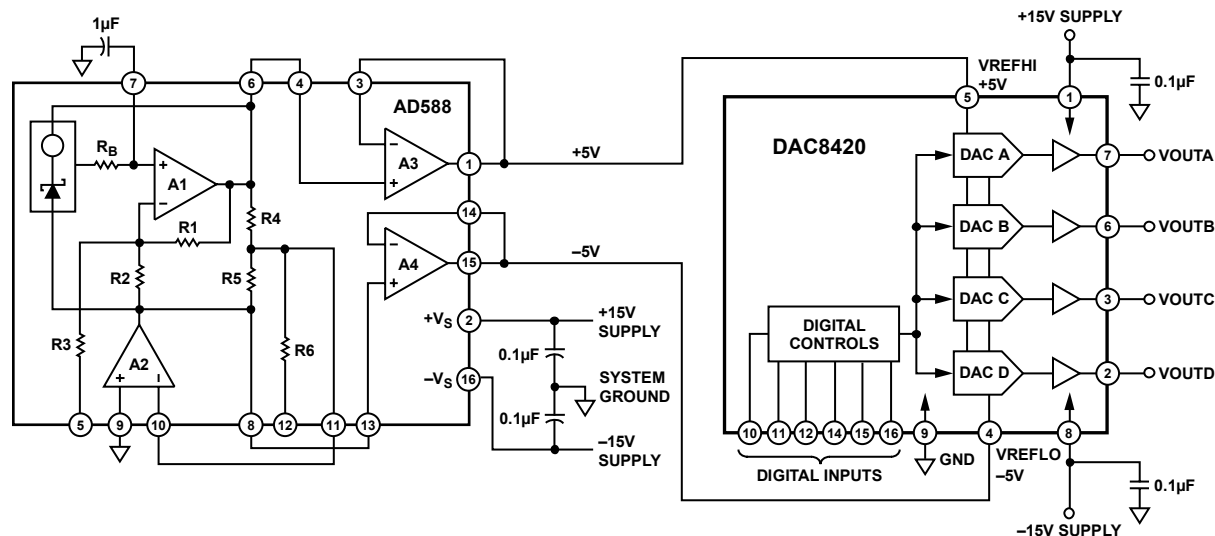 1µF
7
6
4
3
AD588
RB
+
A1
–
–
A3
+
1
+5V
R1
R4
R2
R5
R3
A2
+
–
R6
14
–
A4
+
15
–5V
+VS
2
+15V
SUPPLY
0.1µF
–VS
16
SYSTEM
GROUND
0.1µF
–15V
SUPPLY
5
9
10
8
12
11
13
+15V SUPPLY
VREFHI
+5V
0.1µF
5
1
DAC8420
DAC A
7
VOUTA
DAC B
6
VOUTB
DAC C
3
VOUTC
DIGITAL
CONTROLS
DAC D
2
VOUTD
10
11
12
14
15
16
9
4
8
DIGITAL INPUTS
GND
VREFLO
–5V
0.1µF
–15V SUPPLY